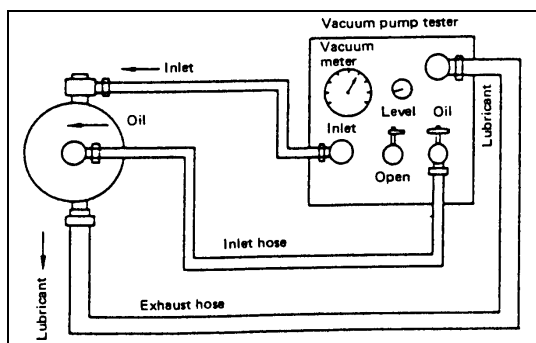 Vacuum pump tester
Vacuum
meter
Inlet
Oil
Level
Oil
Inlet
Open
Lubricant
Inlet hose
Exhaust hose
Lubricant